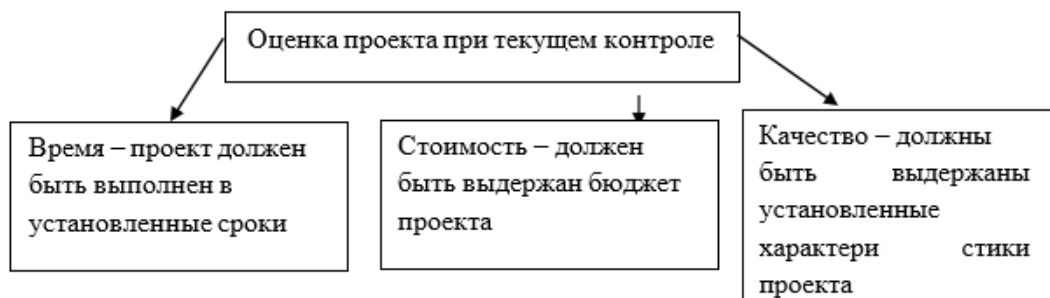 Оценка проекта при текущем контроле
Время – проект должен
быть выполнен в
установленные сроки
Стоимость – должен
быть выдержан бюджет
проекта
Качество – должны
быть выдержаны
установленные
характери стики
проекта